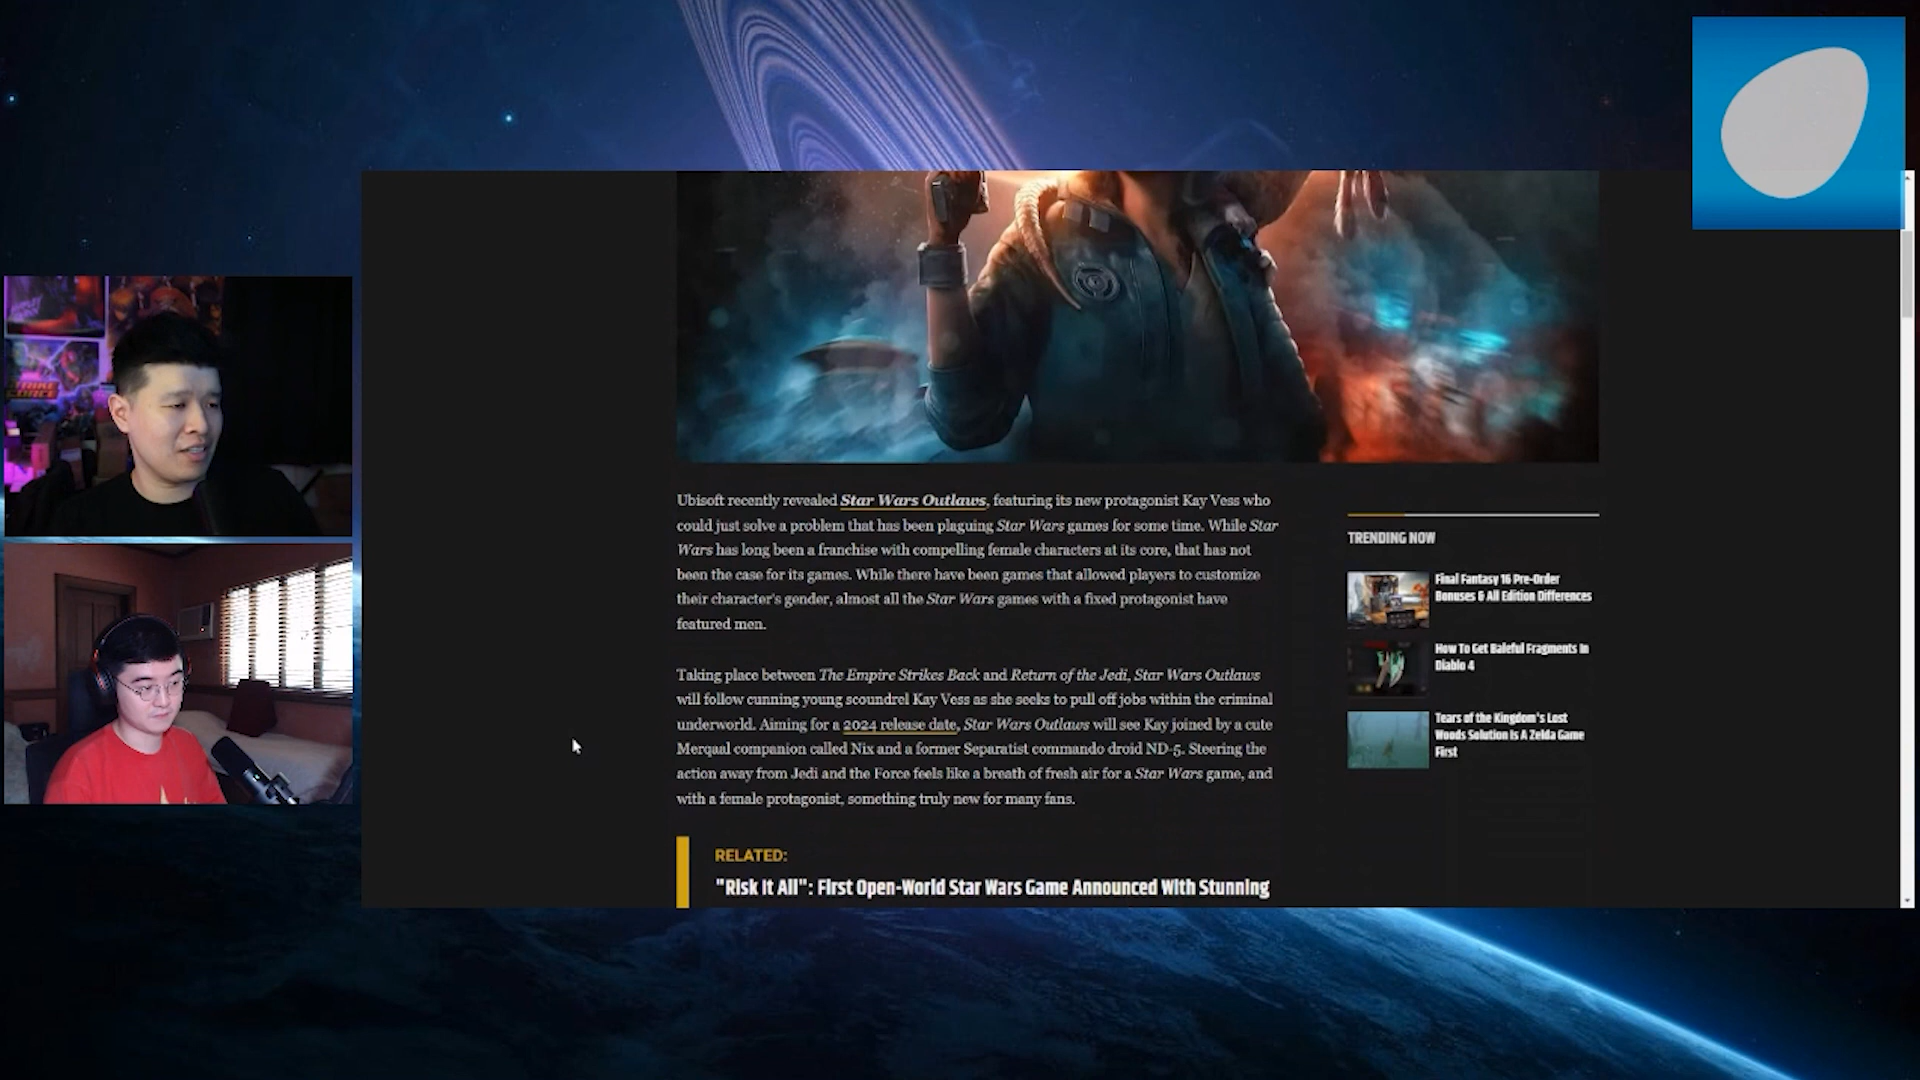 Ubisoft recently revealed Star Wars Outlaws, featuring its new protagonist Kay Vess who
could just solve a problem that has been plaguing Star Wars games for some time. While Star
Wars has long been a franchise with compelling female characters at its core, that has not
been the case for its games. While there have been games that allowed players to customize
their character's gender, almost all the Star Wars games with a fixed protagonist have
featured men.
Taking place between The Empire Strikes Back and Return of the Jedi, Star Wars Outlaws
will follow cunning young scoundrel Kay Vess as she seeks to pull off jobs within the criminal
underworld. Aiming for a 2024 release date, Star Wars Outlaws will see Kay joined by a cute
Merqaal companion called Nix and a former Separatist commando droid ND-5. Steering the
action away from Jedi and the Force feels like a breath of fresh air for a Star Wars game, and
with a female protagonist, something truly new for many fans.
RELATED:
"Risk It All": First Open-World Star Wars Game Announced With Stunning
TRENDING NOW
Final Fantasy 16 Pre-Order
Bonuses & All Edition Differences
How To Get Baleful Fragments In
Diablo 4
Tears of the Kingdom's Lost
Woods Solution Is A Zelda Game
First
STRIKE
FORCE